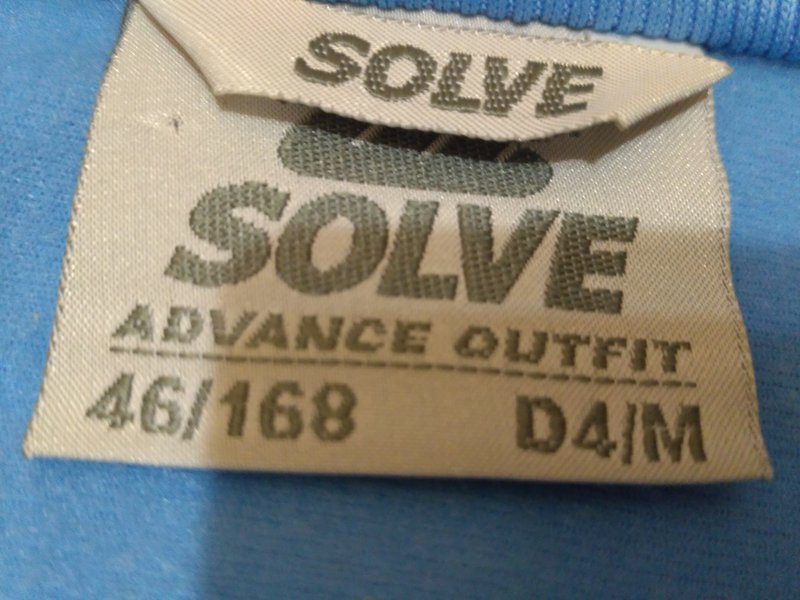 SOLVE
SOLVE
ADVANCE OUTFIT
46/168 D4/M